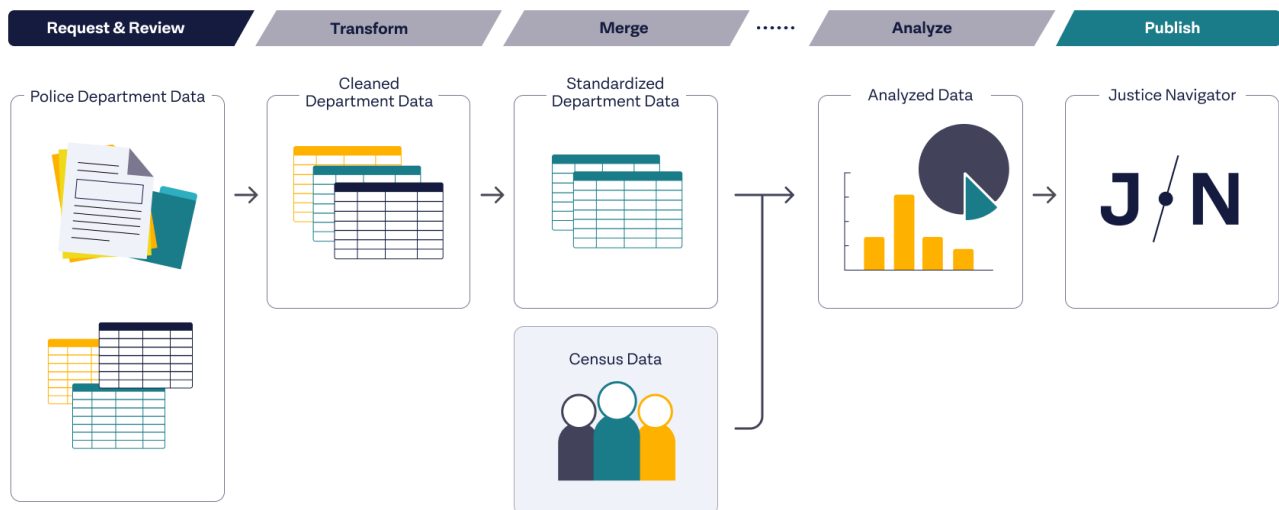 Request & Review
Transform
Merge
......
Analyze
Publish
Police Department Data
Cleaned
Department Data
Standardized
Department Data
Analyzed Data
Justice Navigator
J/N
Census Data